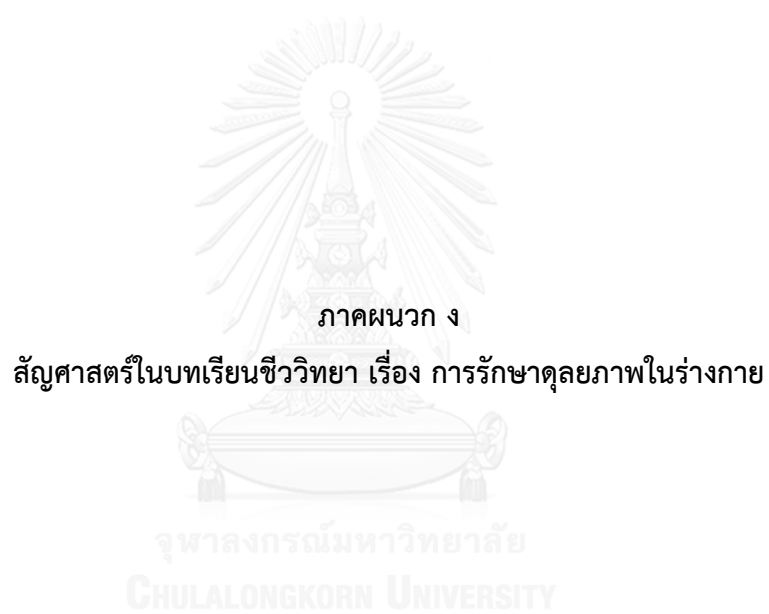 ภาคผนวก ง
สัญศาสตร์ในบทเรียนชีววิทยา เรื่อง การรักษาดุลยภาพในร่างกาย
จุฬาลงกรณ์มหาวิทยาลัย
CHULALONGKORN UNIVERSITY